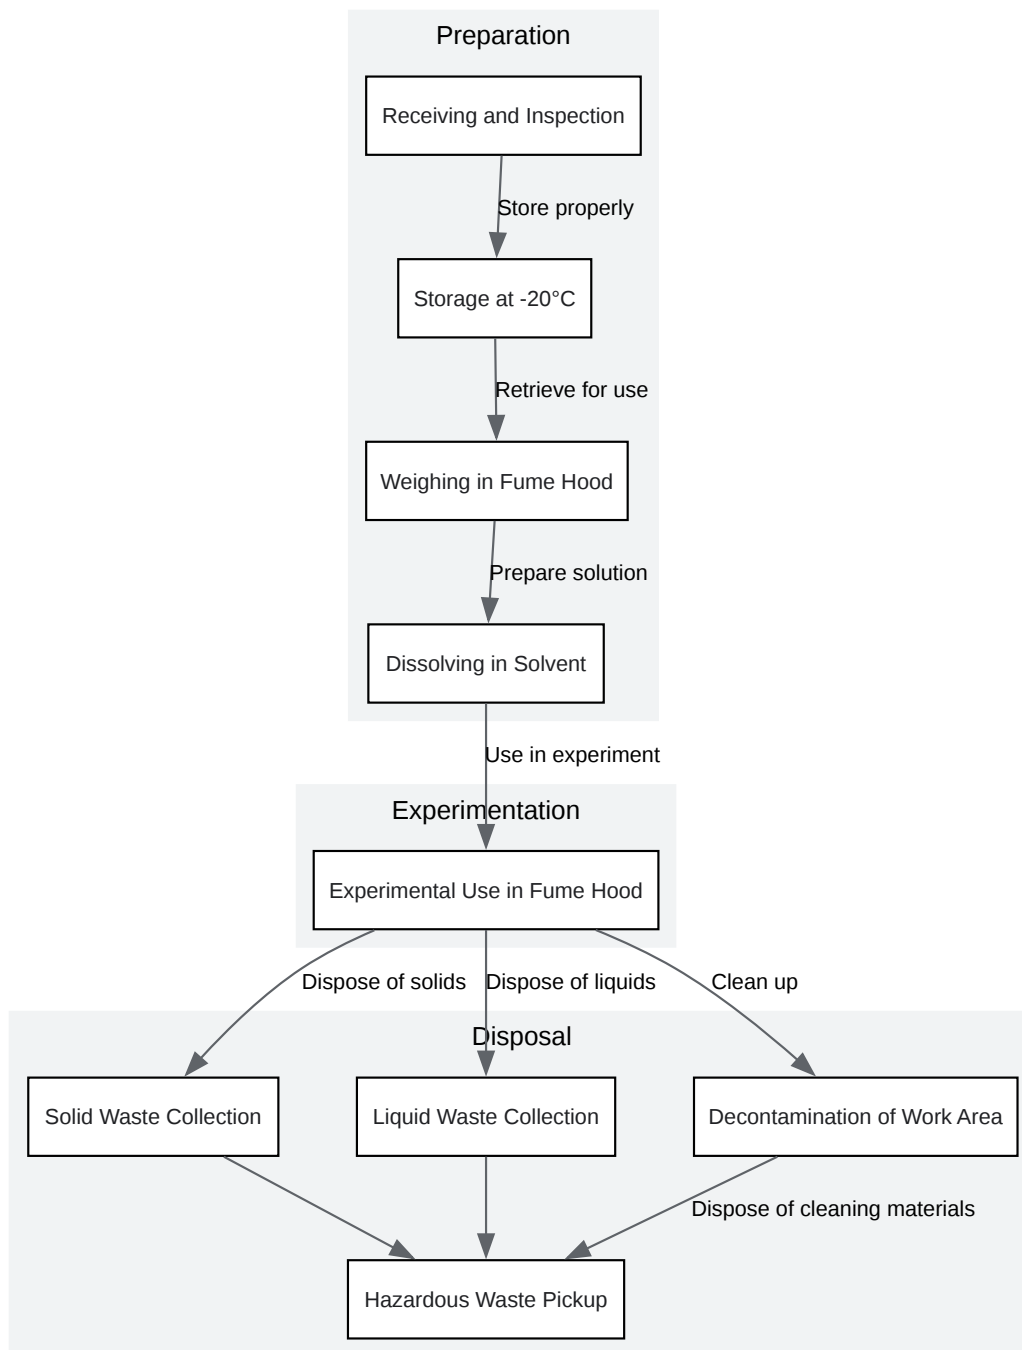 Preparation
Receiving and Inspection
Store properly
Storage at -20°C
Retrieve for use
Weighing in Fume Hood
Prepare solution
Dissolving in Solvent
Use in experiment
Experimentation
Experimental Use in Fume Hood
Dispose of solids
Dispose of liquids
Clean up
Disposal
Solid Waste Collection
Liquid Waste Collection
Decontamination of Work Area
Dispose of cleaning materials
Hazardous Waste Pickup